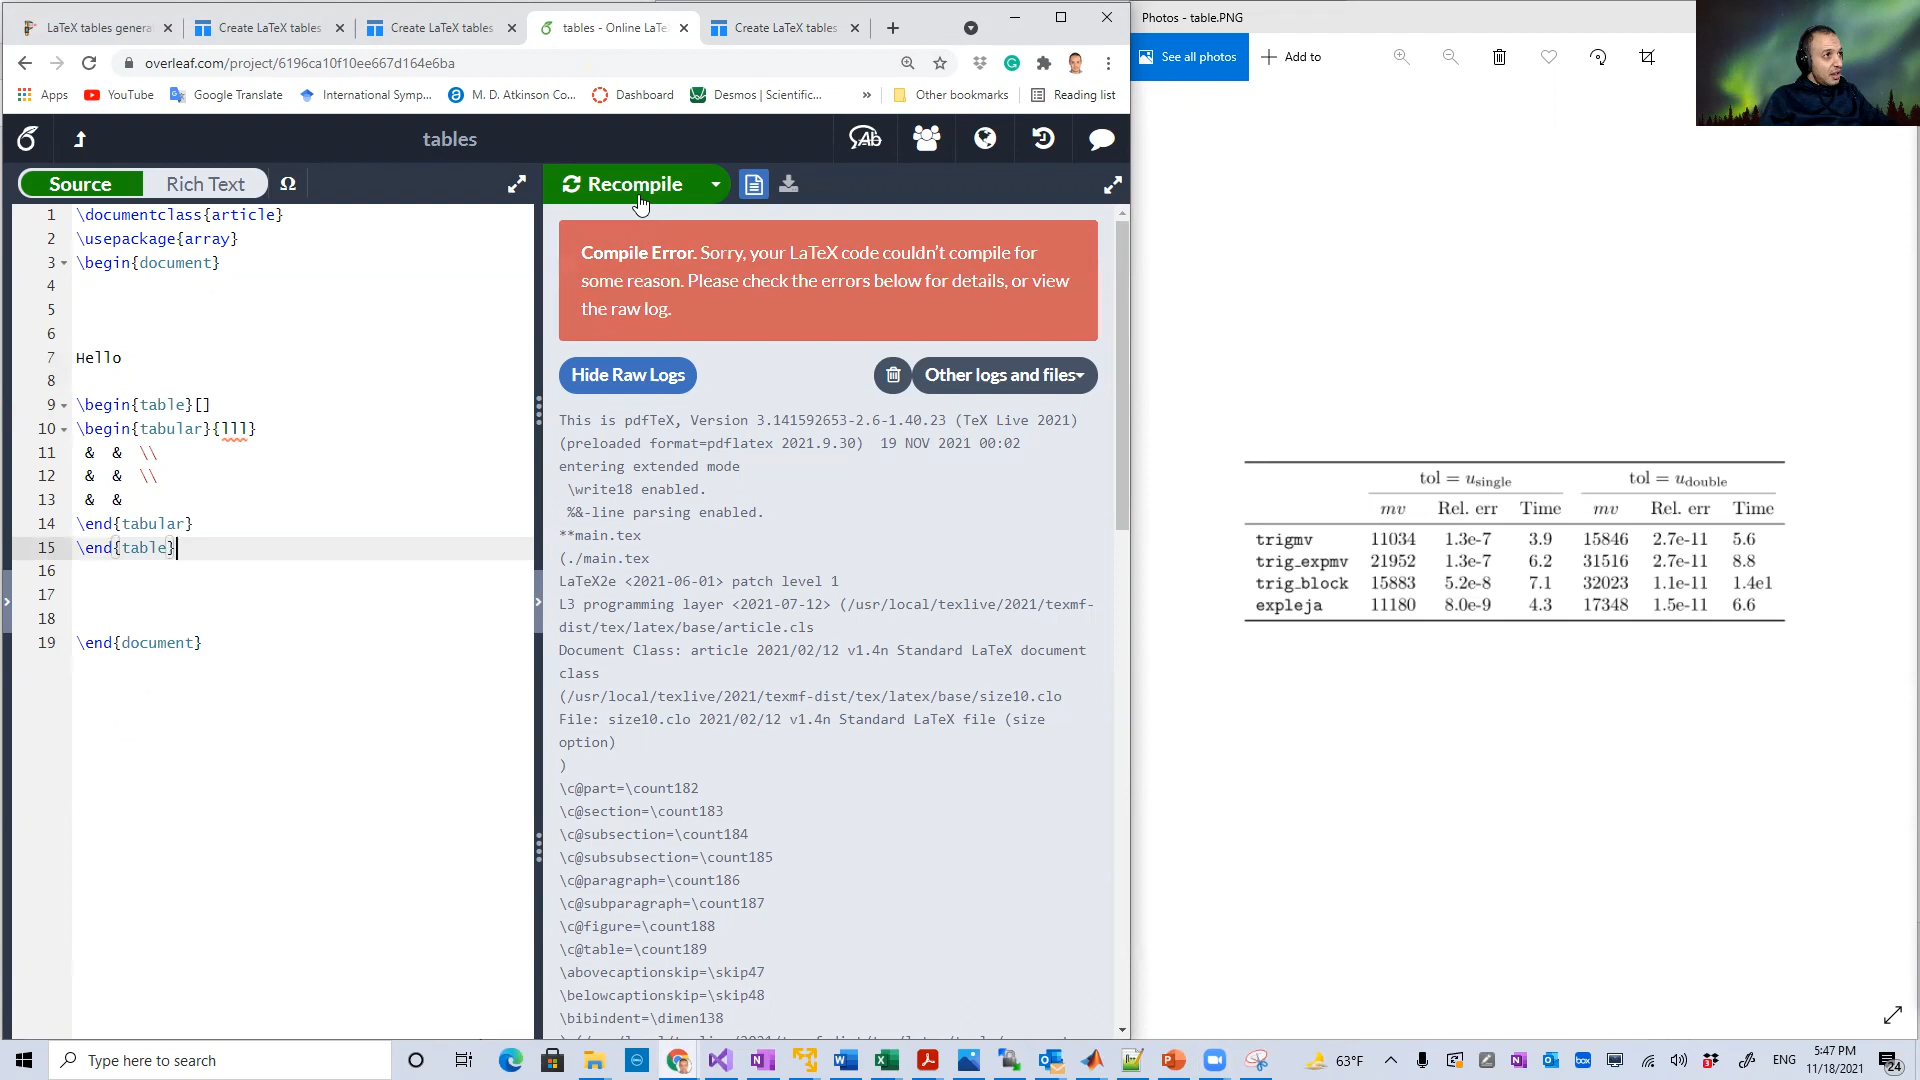 LaTeX tables genera
Create LaTeX tables
Create LaTeX tables
tables - Online LaTe
Create LaTeX tables
Photos - table.PNG
overleaf.com/project/6196ca10f10ee667d164e6ba
See all photos
Add to
Apps
YouTube
Google Translate
International Symp...
M. D. Atkinson Co...
Dashboard
Desmos | Scientific...
»
Other bookmarks
Reading list
tables
Source
Rich Text
Ω
Recompile
1 \documentclass{article}
2 \usepackage{array}
3 \begin{document}
4
5
6
7 Hello
8
9 \begin{table}[]
10 \begin{tabular}{lll}
11 & & \\
12 & & \\
13 & &
14 \end{tabular}
15 \end{table}
16
17
18
19 \end{document}
Compile Error. Sorry, your LaTeX code couldn't compile for
some reason. Please check the errors below for details, or view
the raw log.
Hide Raw Logs
Other logs and files
This is pdfTeX, Version 3.141592653-2.6-1.40.23 (TeX Live 2021)
(preloaded format=pdflatex 2021.9.30) 19 NOV 2021 00:02
entering extended mode
\write18 enabled.
%&-line parsing enabled.
**main.tex
(./main.tex
LaTeX2e <2021-06-01> patch level 1
L3 programming layer <2021-07-12> (/usr/local/texlive/2021/texmf-
dist/tex/latex/base/article.cls
Document Class: article 2021/02/12 v1.4n Standard LaTeX document
class
(/usr/local/texlive/2021/texmf-dist/tex/latex/base/size10.clo
File: size10.clo 2021/02/12 v1.4n Standard LaTeX file (size
option)
)
\c@part=\count182
\c@section=\count183
\c@subsection=\count184
\c@subsubsection=\count185
\c@paragraph=\count186
\c@subparagraph=\count187
\c@figure=\count188
\c@table=\count189
\abovecaptionskip=\skip47
\belowcaptionskip=\skip48
\bibindent=\dimen138
tol = usingle tol = udouble
mv Rel. err Time mv Rel. err Time
trigmv 11034 1.3e-7 3.9 15846 2.7e-11 5.6
trig_expmv 21952 1.3e-7 6.2 31516 2.7e-11 8.8
trig_block 15883 5.2e-8 7.1 32023 1.1e-11 1.4e1
expleja 11180 8.0e-9 4.3 17348 1.5e-11 6.6
Type here to search
63°F
ENG
5:47 PM
11/18/2021
24